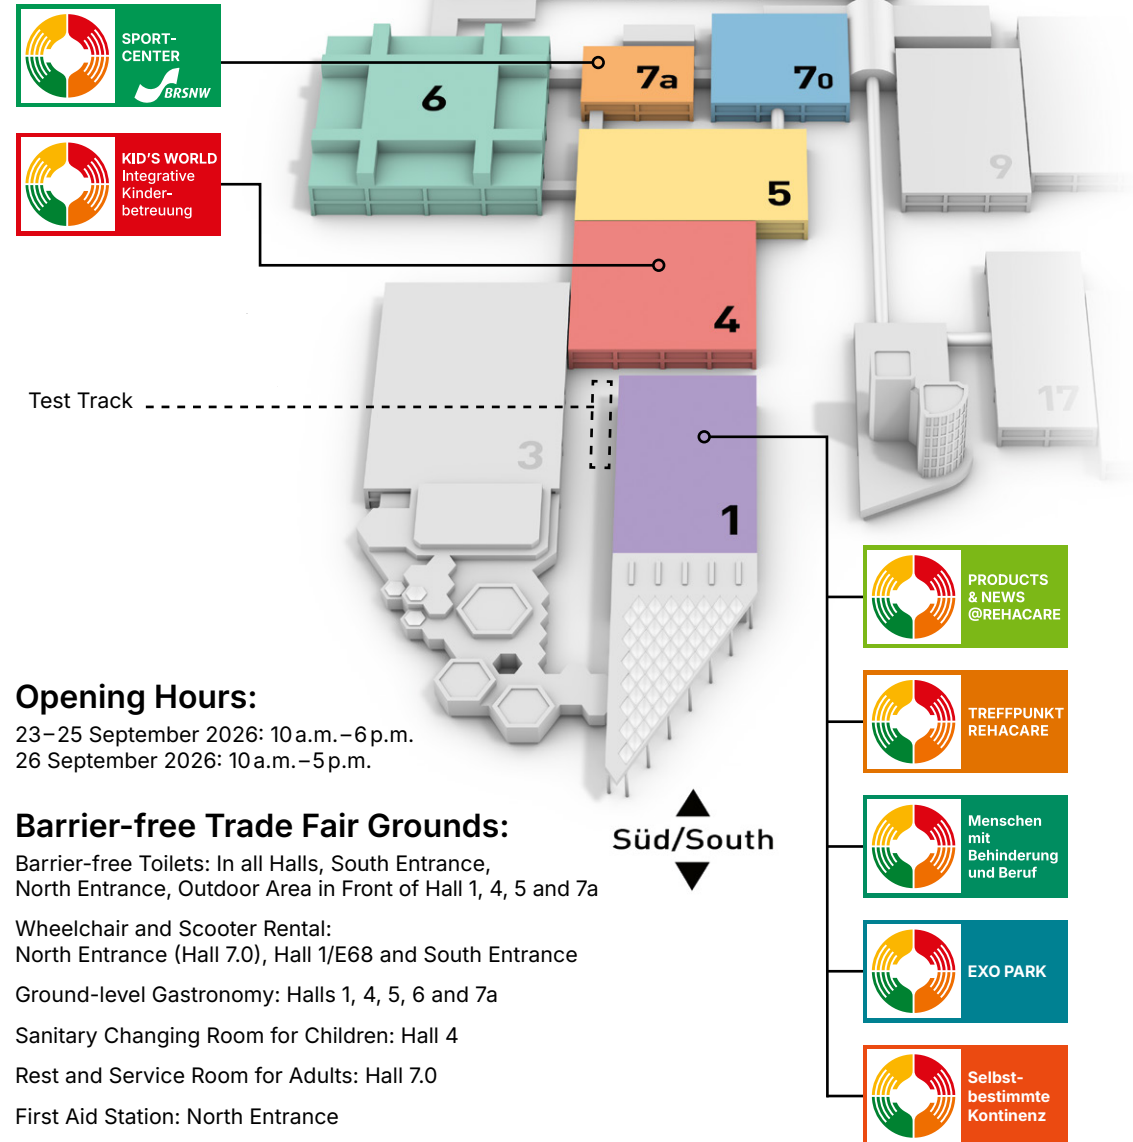 SPORT-
CENTER
BRSNW
KID'S WORLD
Integrative
Kinder-
betreuung
6
7a
70
5
9
4
Test Track
3
17
1
PRODUCTS
& NEWS
@REHACARE
TREFFPUNKT
REHACARE
Menschen
mit
Behinderung
und Beruf
EXO PARK
Selbst-
bestimmte
Kontinenz
Süd/South
Opening Hours:
23–25 September 2026: 10 a.m.–6 p.m.
26 September 2026: 10 a.m.–5 p.m.
Barrier-free Trade Fair Grounds:
Barrier-free Toilets: In all Halls, South Entrance,
North Entrance, Outdoor Area in Front of Hall 1, 4, 5 and 7a
Wheelchair and Scooter Rental:
North Entrance (Hall 7.0), Hall 1/E68 and South Entrance
Ground-level Gastronomy: Halls 1, 4, 5, 6 and 7a
Sanitary Changing Room for Children: Hall 4
Rest and Service Room for Adults: Hall 7.0
First Aid Station: North Entrance